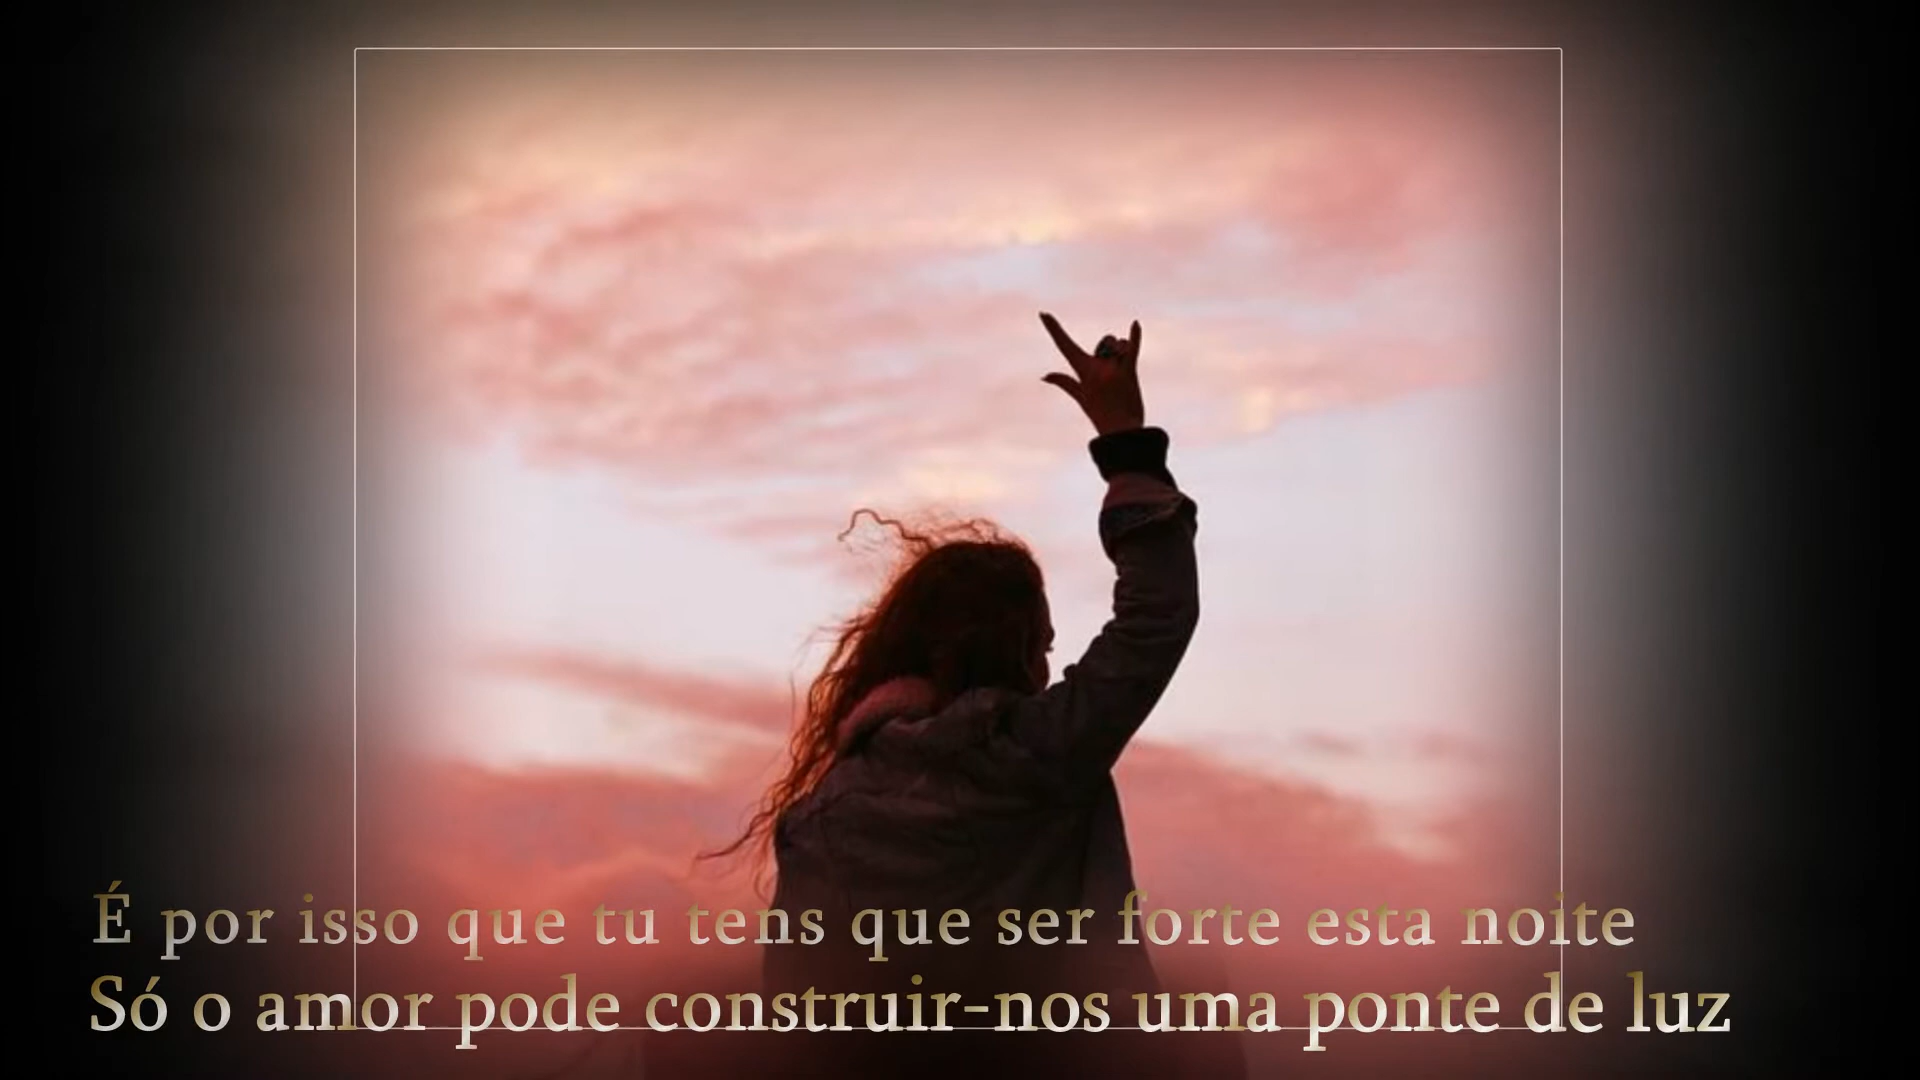 É por isso que tu tens que ser forte esta noite
Só o amor pode construir-nos uma ponte de luz